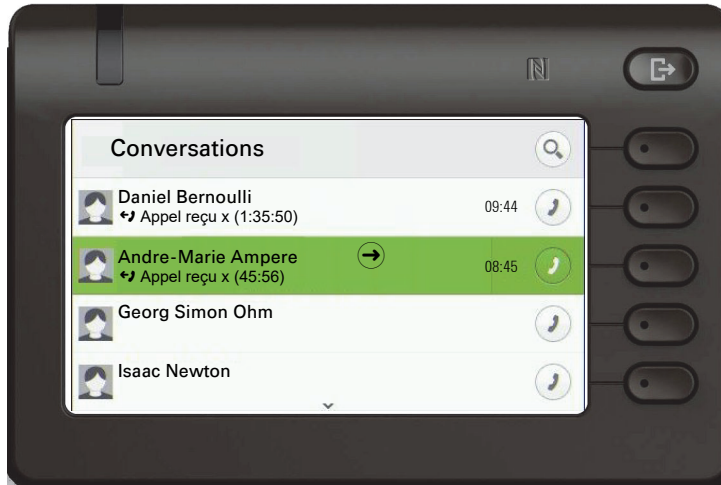 Conversations
Daniel Bernoulli
Appel reçu x (1:35:50)
09:44
Andre-Marie Ampere
Appel reçu x (45:56)
08:45
Georg Simon Ohm
Isaac Newton